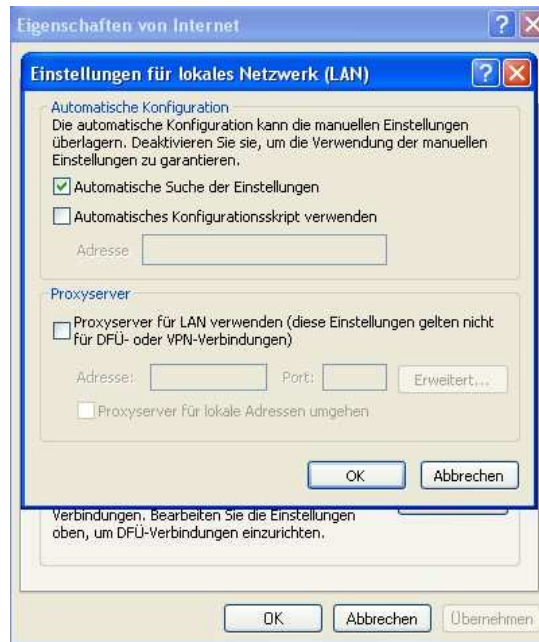 Eigenschaften von Internet
Einstellungen für lokales Netzwerk (LAN)
Automatische Konfiguration
Die automatische Konfiguration kann die manuellen Einstellungen
überlagern. Deaktivieren Sie sie, um die Verwendung der manuellen
Einstellungen zu garantieren.
Automatische Suche der Einstellungen
Automatisches Konfigurationsskript verwenden
Adresse
Proxyserver
Proxyserver für LAN verwenden (diese Einstellungen gelten nicht
für DFÜ- oder VPN-Verbindungen)
Adresse: Port: Erweitert...
Proxyserver für lokale Adressen umgehen
OK Abbrechen
Verbindungen. Bearbeiten Sie die Einstellungen
oben, um DFÜ-Verbindungen einzurichten.
OK Abbrechen Übernehmen